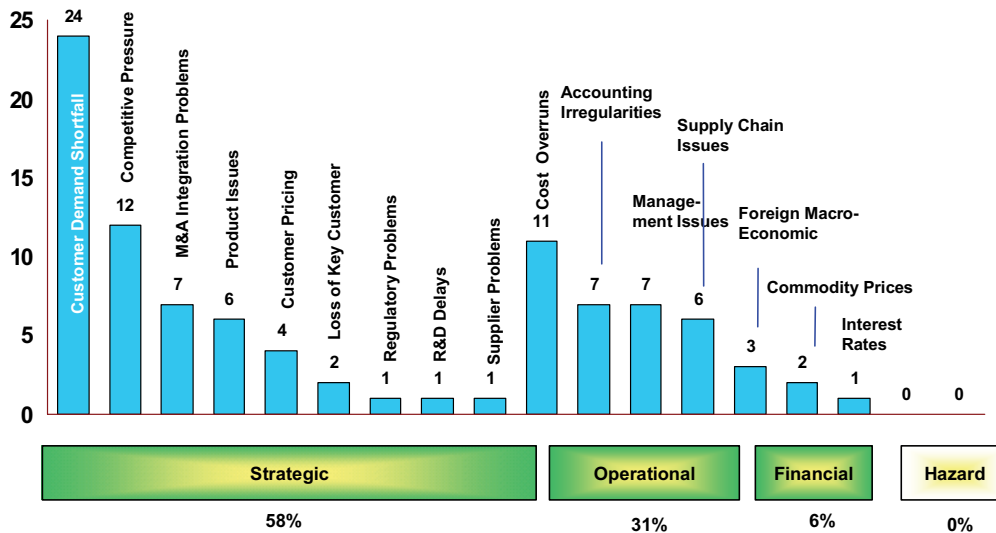 25
20
15
10
5
0
24
12
7
6
4
2
1
1
1
11
7
7
6
3
2
1
0
0
Customer Demand Shortfall
Competitive Pressure
M&A Integration Problems
Product Issues
Customer Pricing
Loss of Key Customer
Regulatory Problems
R&D Delays
Supplier Problems
Cost Overruns
Accounting
Irregularities
Manage-
ment Issues
Supply Chain
Issues
Foreign Macro-
Economic
Commodity Prices
Interest
Rates
Strategic
Operational
Financial
Hazard
58%
31%
6%
0%